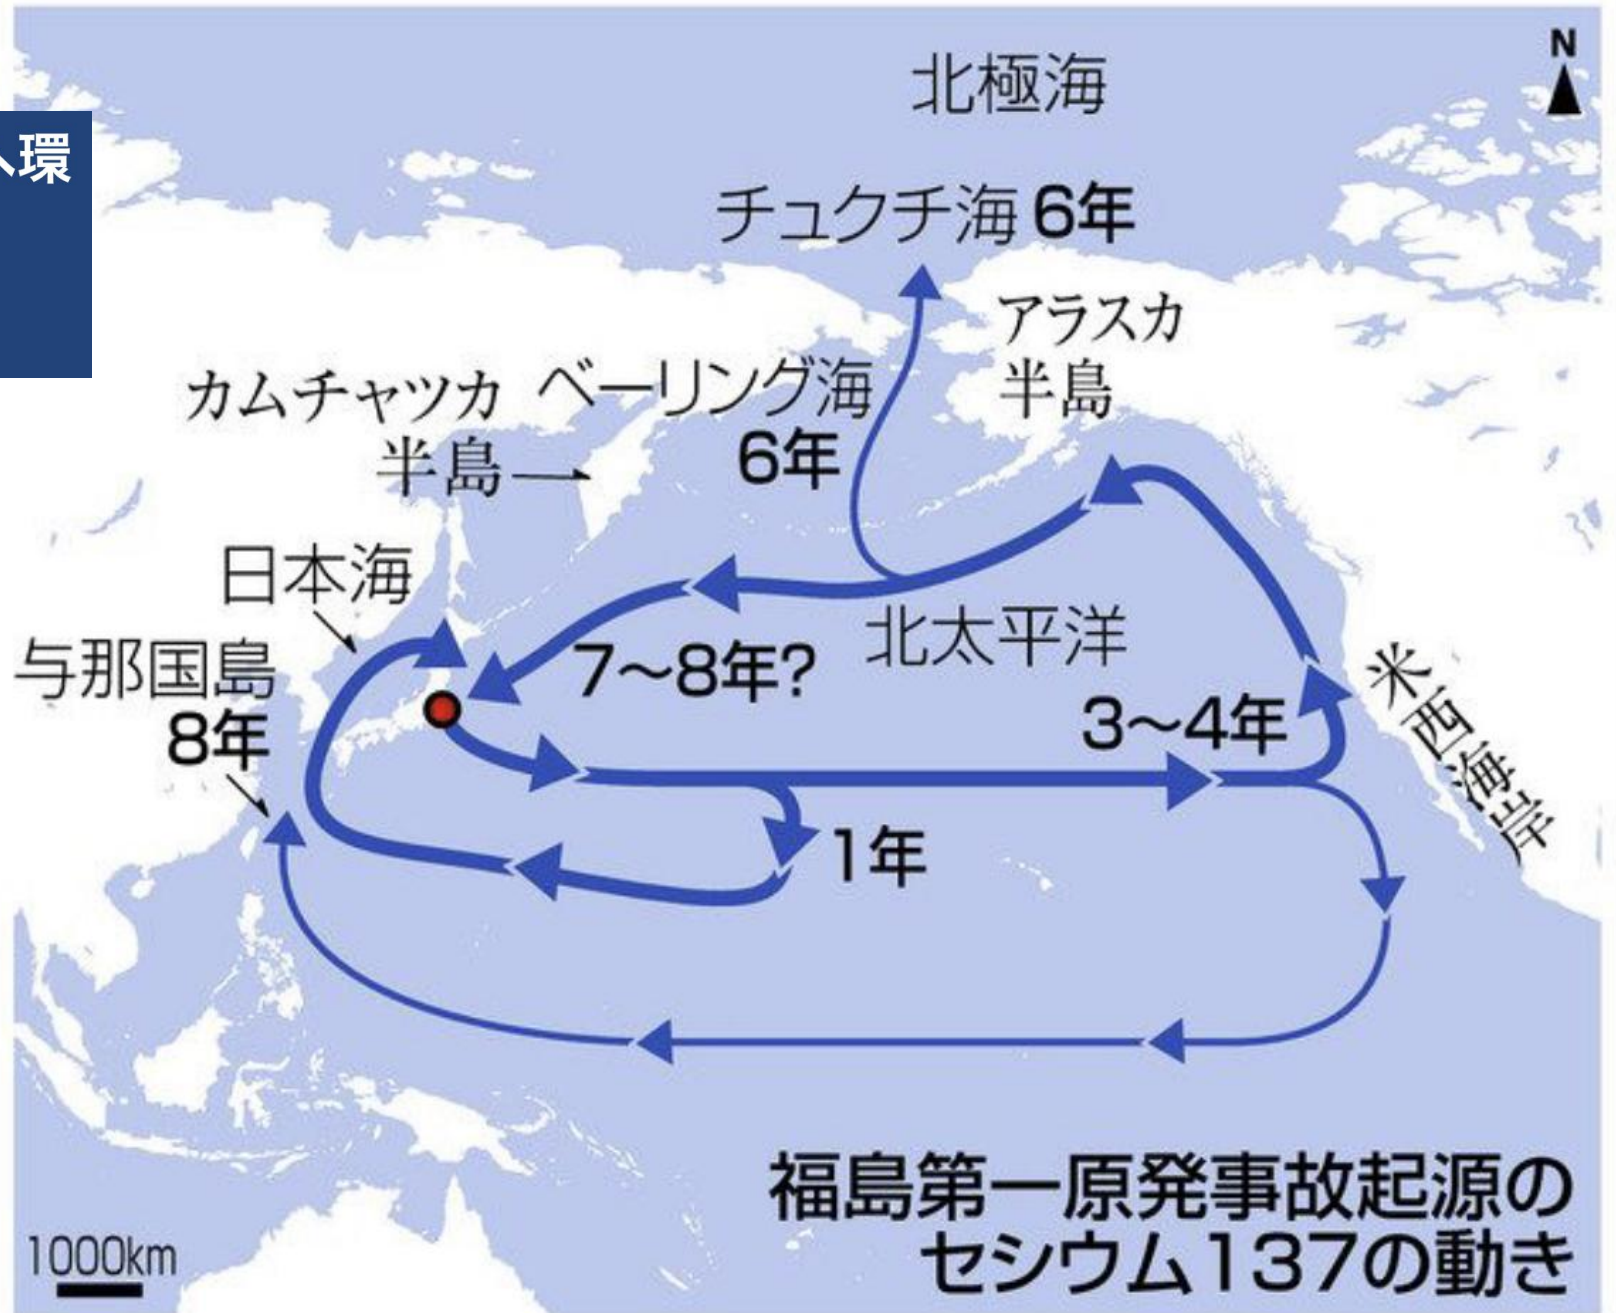 N
北極海
へ環
チュクチ海 6年
アラスカ
半島
カムチャツカ
半島
ベーリング海
6年
日本海
与那国島
8年
7〜8年?
北太平洋
3〜4年
米西海岸
1年
福島第一原発事故起源の
セシウム137の動き
1000km